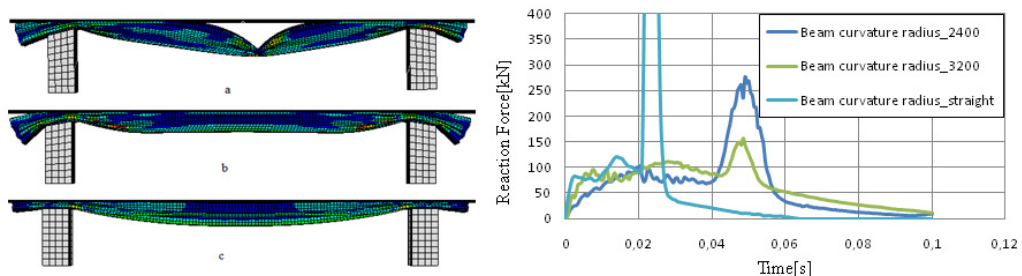 a
b
c
Reaction Force[kN]
400
350
300
250
200
150
100
50
0
0
0,02
0,04
0,06
0,08
0,1
0,12
Time[s]
Beam curvature radius_2400
Beam curvature radius_3200
Beam curvature radius_straight